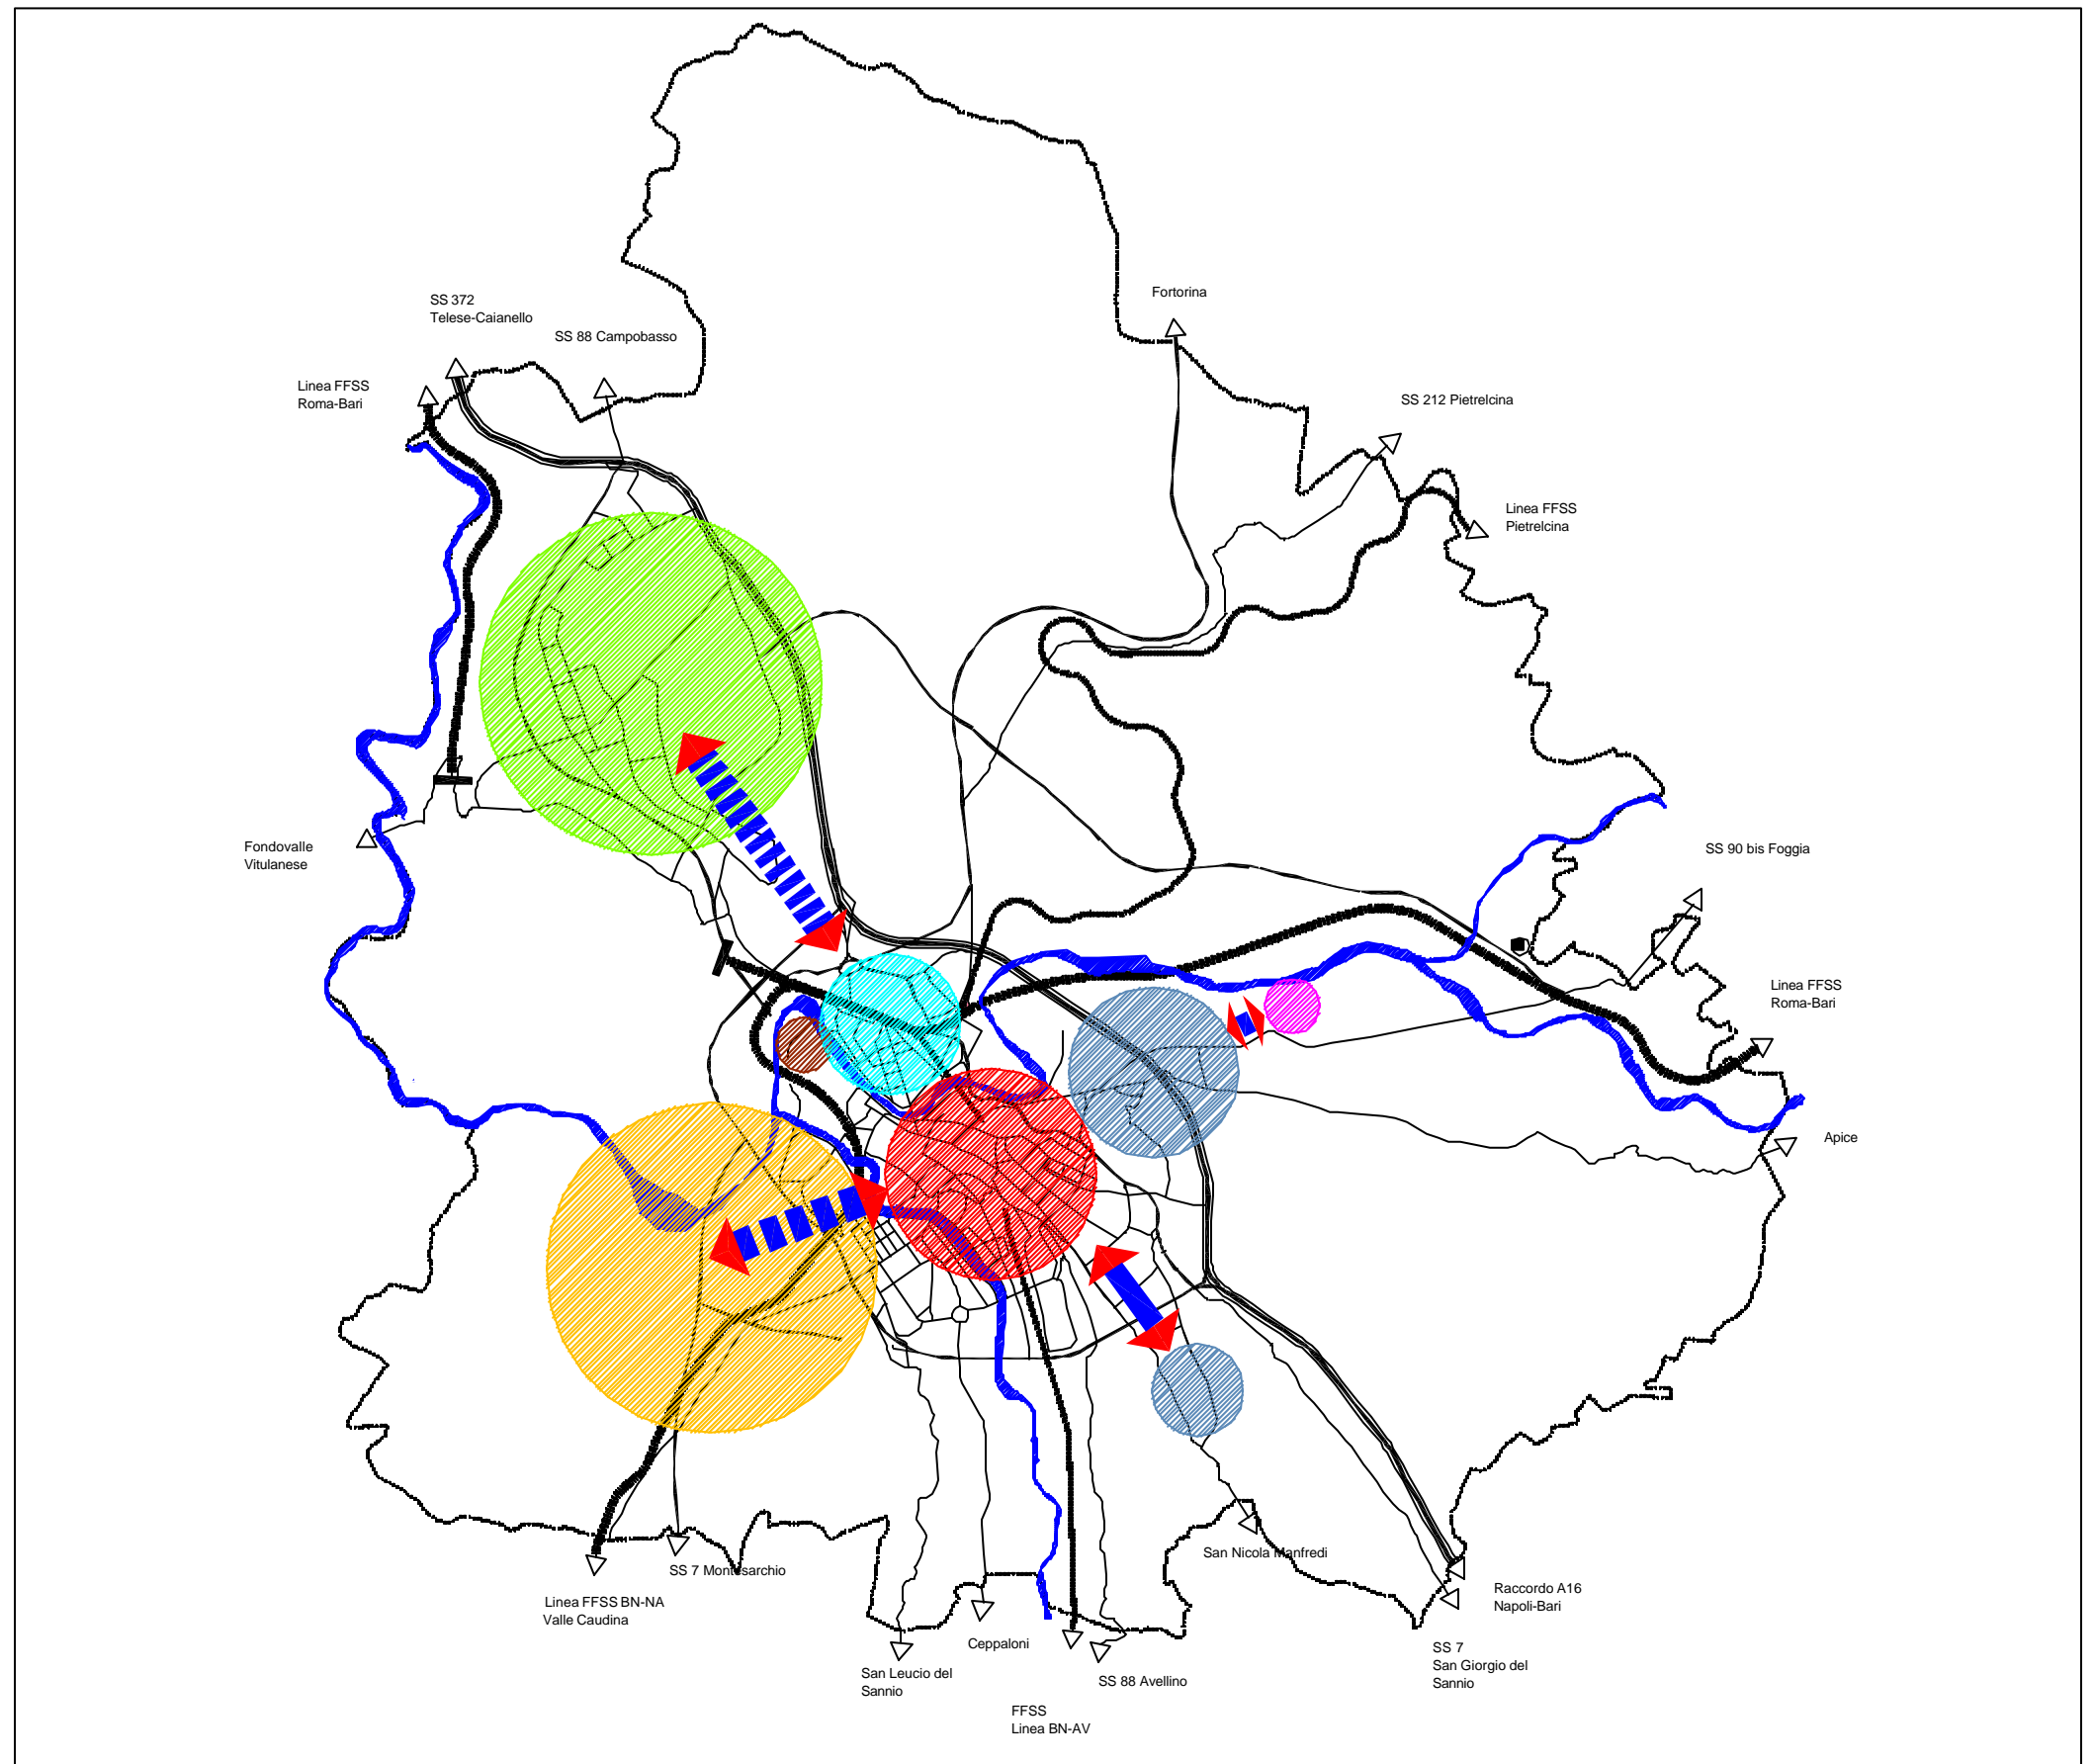 Fortorina
SS 372
Telese-Caianello
SS 88 Campobasso
Linea FFSS
Roma-Bari
SS 212 Pietrelcina
Linea FFSS
Pietrelcina
Fondovalle
Vitulanese
SS 90 bis Foggia
Linea FFSS
Roma-Bari
Apice
San Nicola Manfredi
SS 7 Montesarchio
Linea FFSS BN-NA
Valle Caudina
Raccordo A16
Napoli-Bari
Ceppaloni
SS 7
San Giorgio del
Sannio
San Leucio del
Sannio
SS 88 Avellino
FFSS
Linea BN-AV